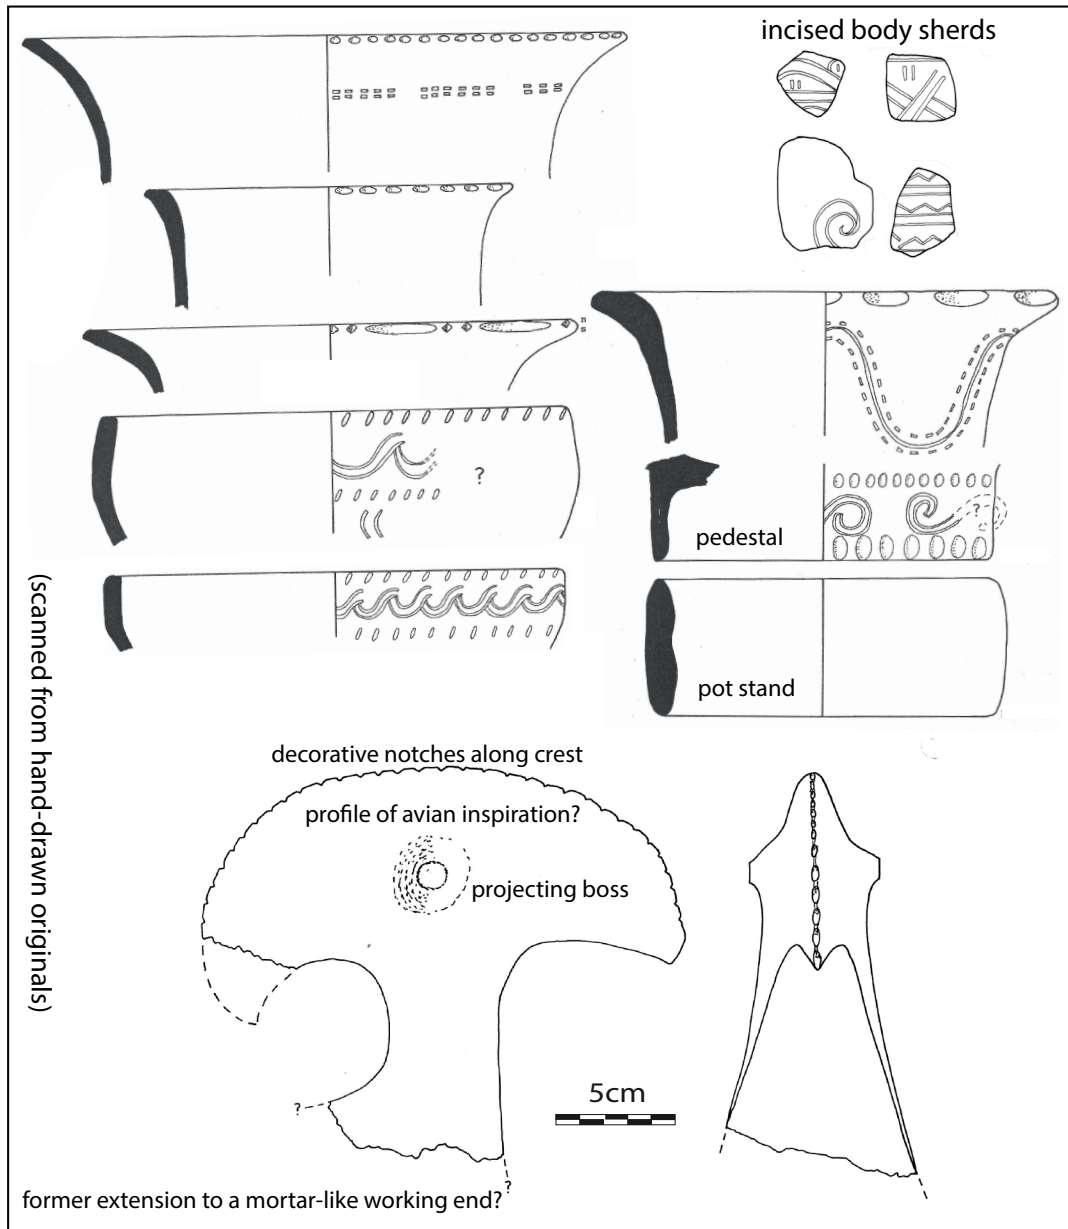 incised body sherds
?
pedestal
?
pot stand
(scanned from hand-drawn originals)
decorative notches along crest
profile of avian inspiration?
projecting boss
5cm
?
?
former extension to a mortar-like working end?